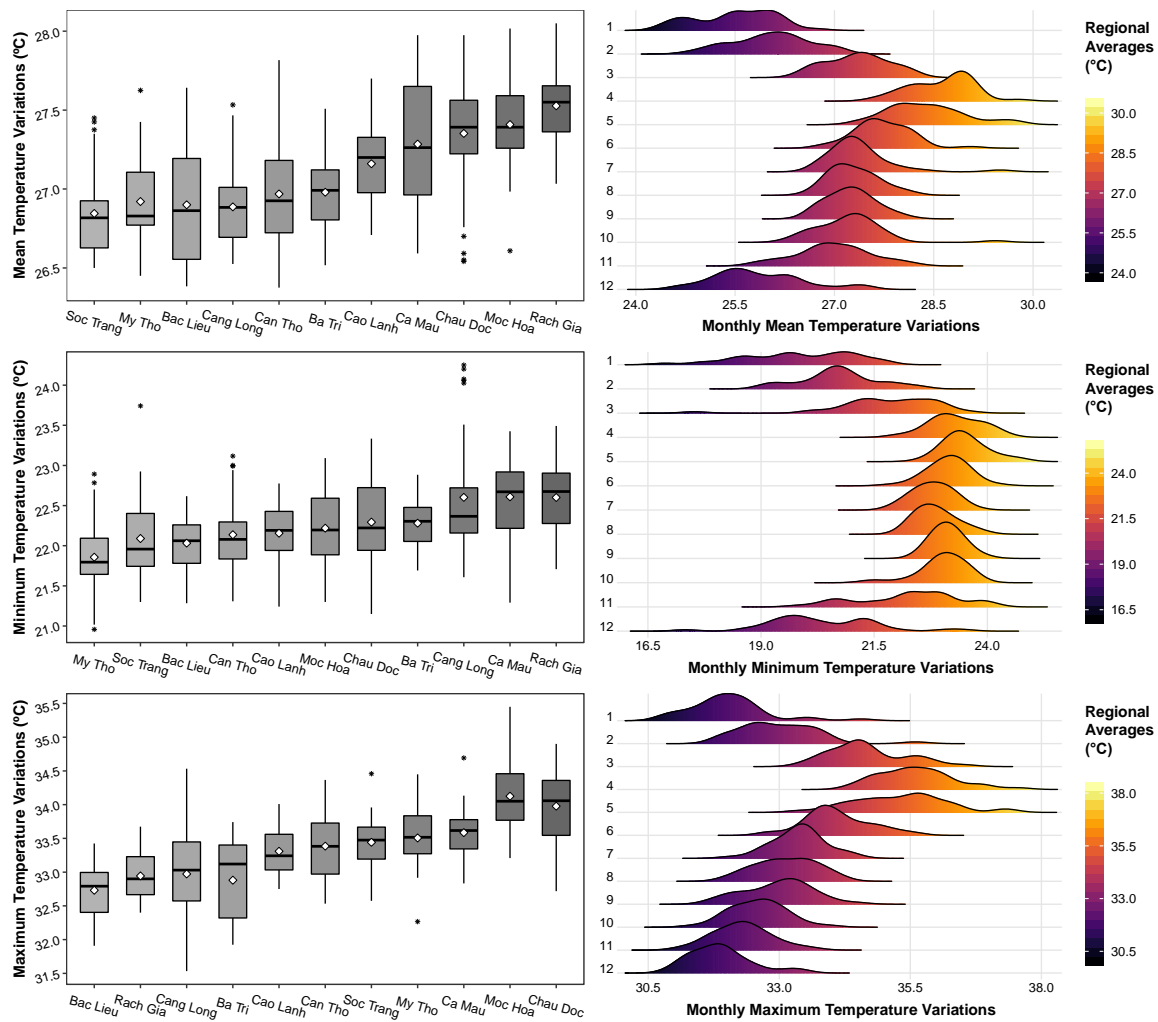 Mean Temperature Variations (ºC)
28.0
27.5
27.0
26.5
Soc Trang
My Tho
Bac Lieu
Cang Long
Can Tho
Ba Tri
Cao Lanh
Ca Mau
Chau Doc
Moc Hoa
Rach Gia
1
2
3
4
5
6
7
8
9
10
11
12
24.0 25.5 27.0 28.5 30.0
Monthly Mean Temperature Variations
Regional
Averages
(°C)
30.0
28.5
27.0
25.5
24.0
Minimum Temperature Variations (ºC)
24.0
23.5
23.0
22.5
22.0
21.5
21.0
My Tho
Soc Trang
Bac Lieu
Can Tho
Cao Lanh
Moc Hoa
Chau Doc
Ba Tri
Cang Long
Ca Mau
Rach Gia
1
2
3
4
5
6
7
8
9
10
11
12
16.5 19.0 21.5 24.0
Monthly Minimum Temperature Variations
Regional
Averages
(°C)
24.0
21.5
19.0
16.5
Maximum Temperature Variations (ºC)
35.5
35.0
34.5
34.0
33.5
33.0
32.5
32.0
31.5
Bac Lieu
Rach Gia
Cang Long
Ba Tri
Cao Lanh
Can Tho
Soc Trang
My Tho
Ca Mau
Moc Hoa
Chau Doc
1
2
3
4
5
6
7
8
9
10
11
12
30.5 33.0 35.5 38.0
Monthly Maximum Temperature Variations
Regional
Averages
(°C)
38.0
35.5
33.0
30.5